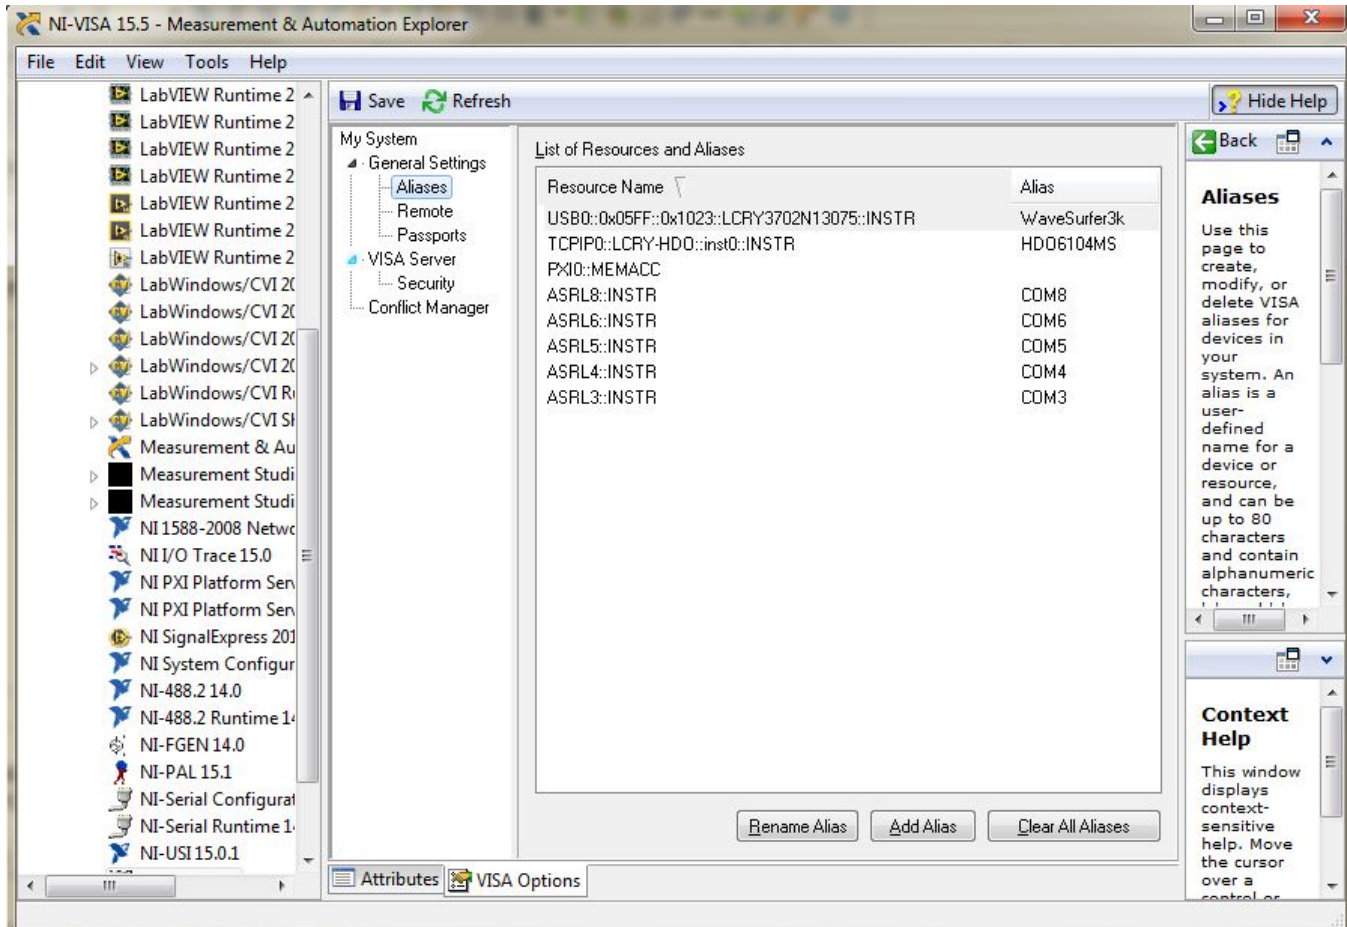 NI-VISA 15.5 - Measurement & Automation Explorer
File Edit View Tools Help
LabVIEW Runtime 2
LabVIEW Runtime 2
LabVIEW Runtime 2
LabVIEW Runtime 2
LabVIEW Runtime 2
LabVIEW Runtime 2
LabVIEW Runtime 2
LabWindows/CVI 20
LabWindows/CVI 20
LabWindows/CVI 20
LabWindows/CVI 20
LabWindows/CVI R
LabWindows/CVI S
Measurement & Au
Measurement Studi
Measurement Studi
NI 1588-2008 Netwo
NI I/O Trace 15.0
NI PXI Platform Ser
NI PXI Platform Ser
NI SignalExpress 201
NI System Configur
NI-488.2 14.0
NI-488.2 Runtime 14
NI-FGEN 14.0
NI-PAL 15.1
NI-Serial Configurat
NI-Serial Runtime 1
NI-USI 15.0.1
Save Refresh
Hide Help
My System
General Settings
Aliases
Remote
Passports
VISA Server
Security
Conflict Manager
List of Resources and Aliases
Resource Name Alias
USB0::0x05FF::0x1023::LCRY3702N13075::INSTR WaveSurfer3k
TCPIP0::LCRY-HDO::inst0::INSTR HDO6104MS
PXI0::MEMACC
ASRL8::INSTR COM8
ASRL6::INSTR COM6
ASRL5::INSTR COM5
ASRL4::INSTR COM4
ASRL3::INSTR COM3
Rename Alias Add Alias Clear All Aliases
Attributes VISA Options
Back
Aliases
Use this
page to
create,
modify, or
delete VISA
aliases for
devices in
your
system. An
alias is a
user-
defined
name for a
device or
resource,
and can be
up to 80
characters
and contain
alphanumeric
characters,
Context
Help
This window
displays
context-
sensitive
help. Move
the cursor
over a
control or